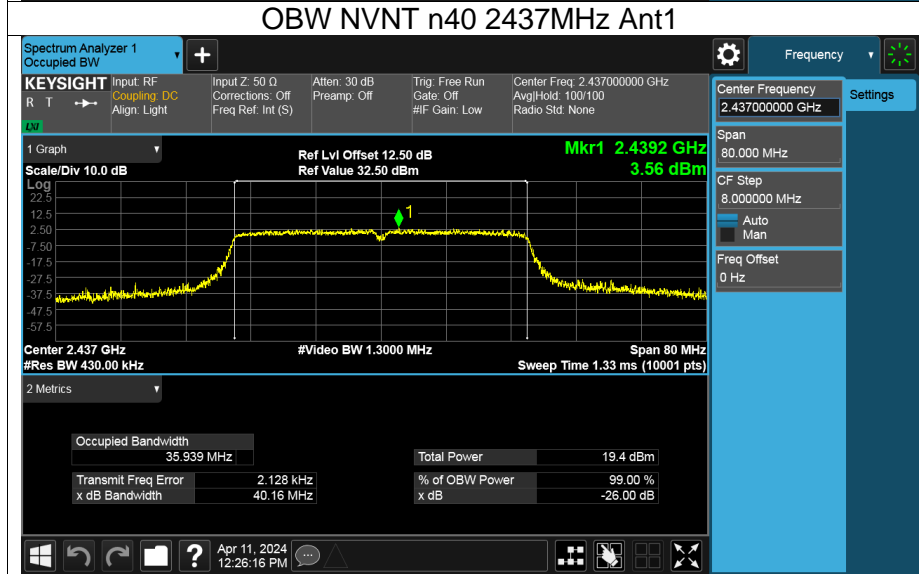 OBW NVNT n40 2437MHz Ant1
Spectrum Analyzer 1
Occupied BW
+
Frequency
KEYSIGHT
R T
LXI
Input: RF
Coupling: DC
Align: Light
Input Z: 50 Ω
Corrections: Off
Freq Ref: Int (S)
Atten: 30 dB
Preamp: Off
Trig: Free Run
Gate: Off
#IF Gain: Low
Center Freq: 2.437000000 GHz
Avg|Hold: 100/100
Radio Std: None
Center Frequency
2.437000000 GHz
Settings
Span
80.000 MHz
CF Step
8.000000 MHz
Auto
Man
Freq Offset
0 Hz
1 Graph
Scale/Div 10.0 dB
Ref Lvl Offset 12.50 dB
Ref Value 32.50 dBm
Mkr1 2.4392 GHz
3.56 dBm
Log
22.5
12.5
2.50
-7.50
-17.5
-27.5
-37.5
-47.5
-57.5
1
Center 2.437 GHz
#Res BW 430.00 kHz
#Video BW 1.3000 MHz
Span 80 MHz
Sweep Time 1.33 ms (10001 pts)
2 Metrics
Occupied Bandwidth
35.939 MHz
Transmit Freq Error 2.128 kHz
x dB Bandwidth 40.16 MHz
Total Power 19.4 dBm
% of OBW Power 99.00 %
x dB -26.00 dB
?
Apr 11, 2024
12:26:16 PM